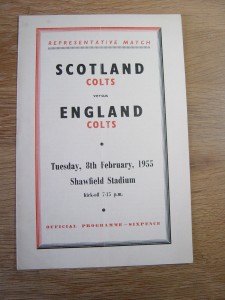 REPRESENTATIVE MATCH
SCOTLAND
COLTS
versus
ENGLAND
COLTS
Tuesday, 8th February, 1955
Shawfield Stadium
Kick-off 7-15 p.m.
OFFICIAL PROGRAMME—SIXPENCE